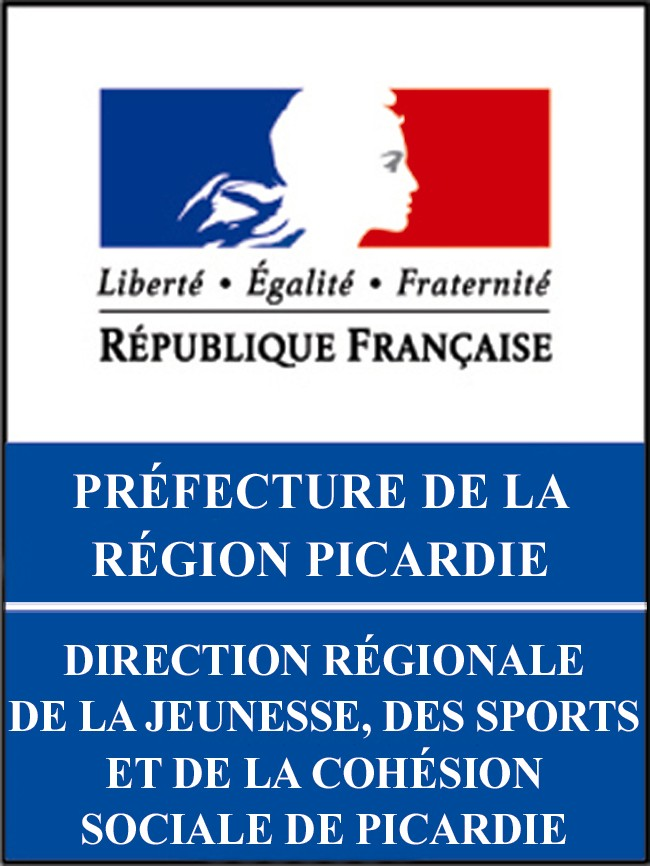 Liberté • Égalité • Fraternité
RÉPUBLIQUE FRANÇAISE
PRÉFECTURE DE LA
RÉGION PICARDIE
DIRECTION RÉGIONALE
DE LA JEUNESSE, DES SPORTS
ET DE LA COHÉSION
SOCIALE DE PICARDIE